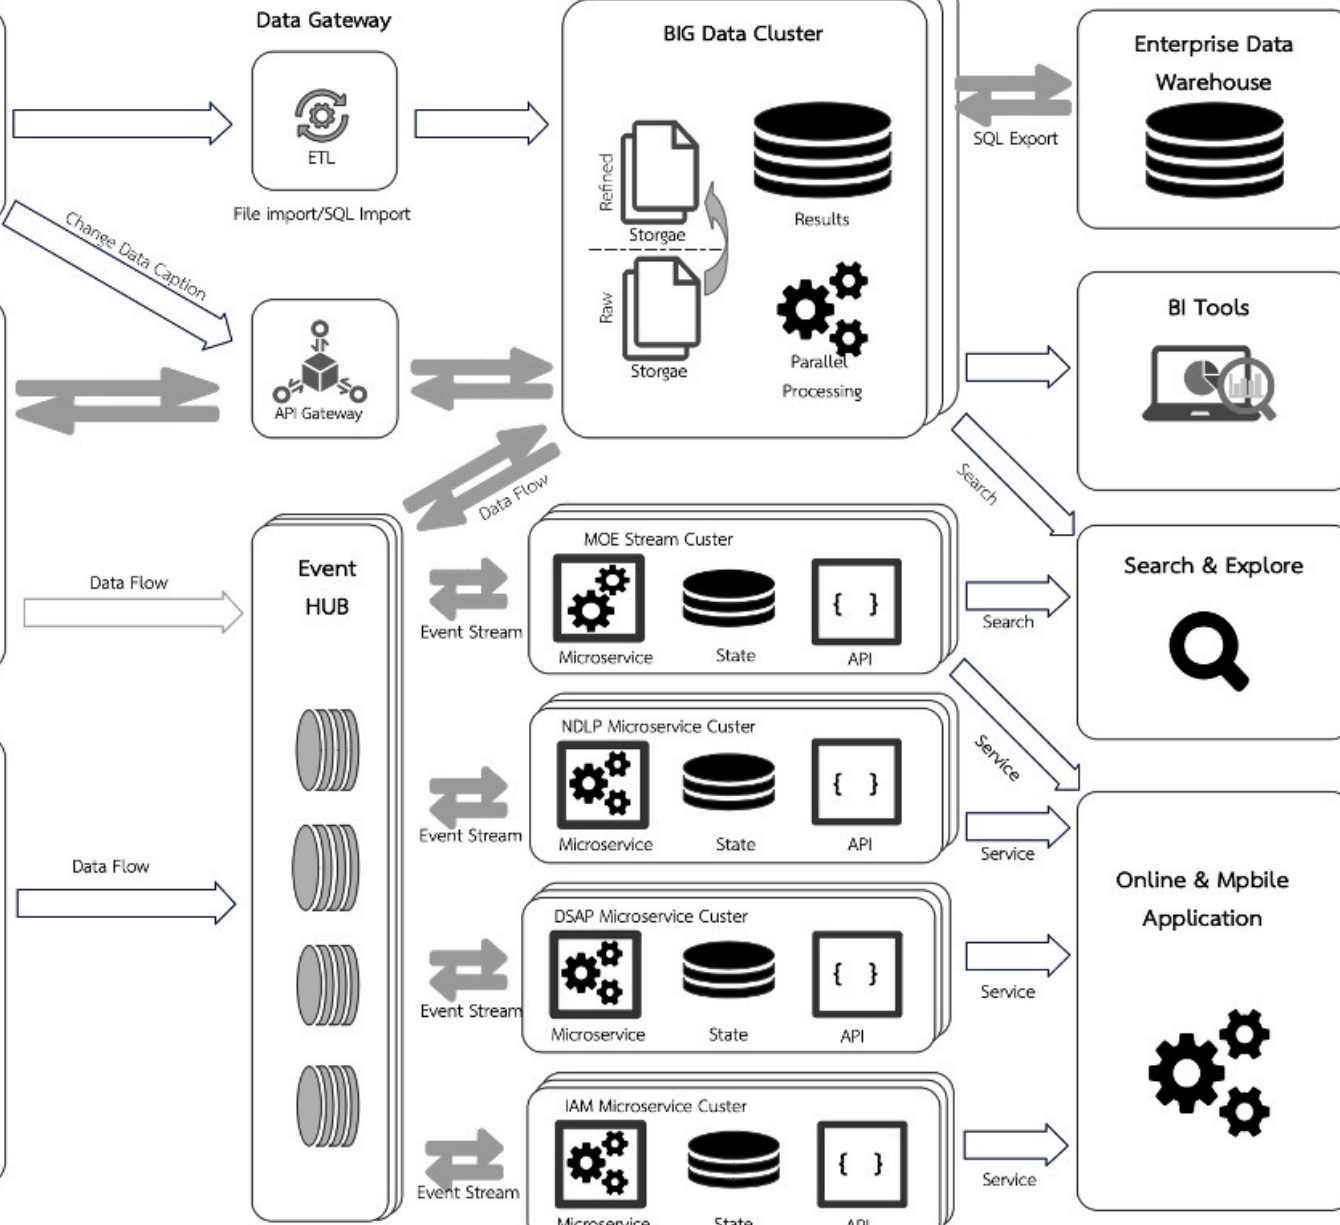 Data Gateway
ETL
File import/SQL Import
Change Data Caption
API Gateway
BIG Data Cluster
Refined
Storgae
Raw
Storgae
Results
Parallel
Processing
SQL Export
Enterprise Data
Warehouse
BI Tools
Search
Data Flow
Data Flow
Event
HUB
Data Flow
MOE Stream Custer
Microservice
State
{ }
API
Event Stream
Search
Search & Explore
NDLP Microservice Custer
Microservice
State
{ }
API
Event Stream
Service
Service
DSAP Microservice Custer
Microservice
State
{ }
API
Event Stream
Service
Online & Mpbile
Application
IAM Microservice Custer
Microservice
State
{ }
API
Event Stream
Service